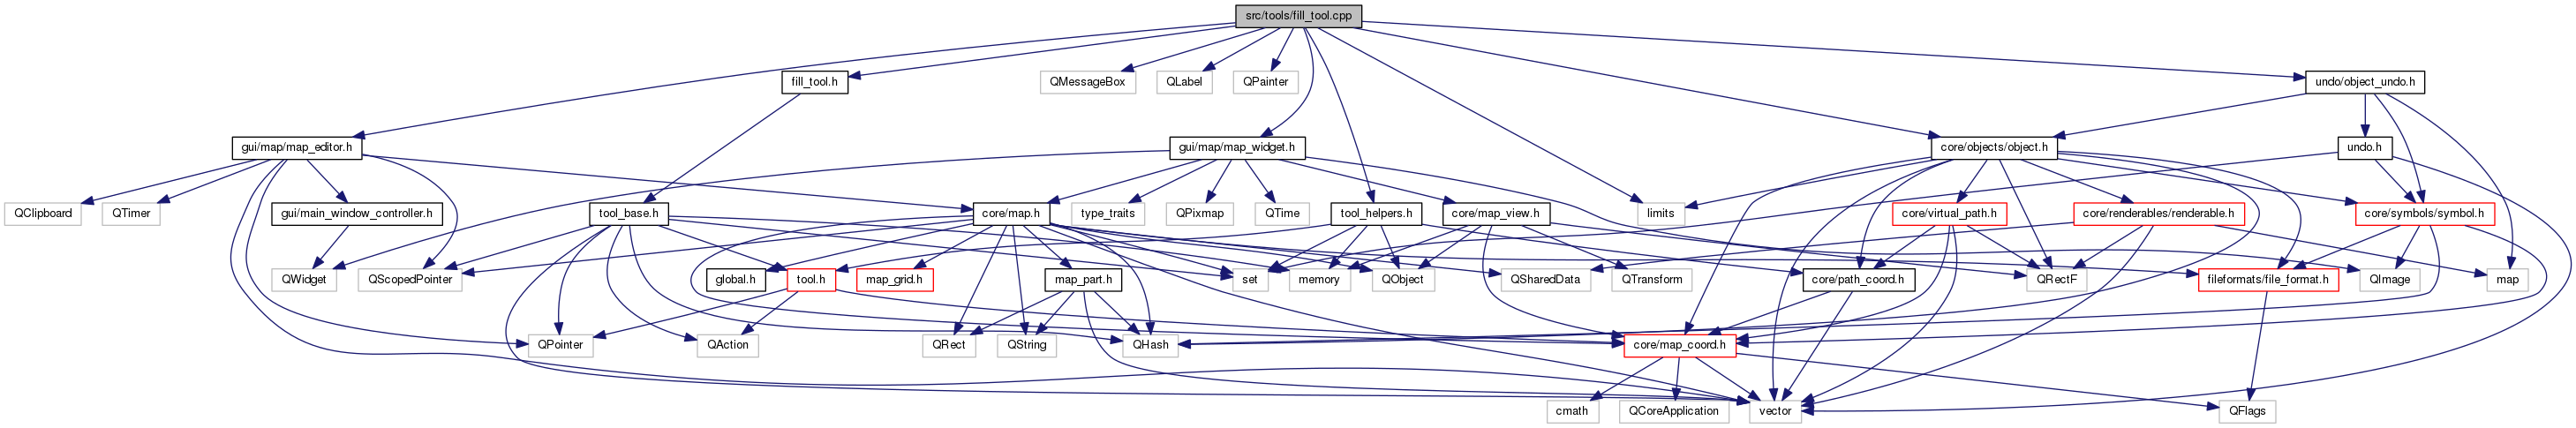 src/tools/fill_tool.cpp
fill_tool.h
QMessageBox
QLabel
QPainter
undo/object_undo.h
gui/map/map_editor.h
gui/map/map_widget.h
core/objects/object.h
undo.h
QClipboard
QTimer
gui/main_window_controller.h
tool_base.h
core/map.h
type_traits
QPixmap
QTime
tool_helpers.h
core/map_view.h
limits
core/virtual_path.h
core/renderables/renderable.h
core/symbols/symbol.h
QWidget
QScopedPointer
global.h
tool.h
map_grid.h
map_part.h
set
memory
QObject
QSharedData
QTransform
core/path_coord.h
QRectF
fileformats/file_format.h
QImage
map
QPointer
QAction
QRect
QString
QHash
core/map_coord.h
cmath
QCoreApplication
vector
QFlags